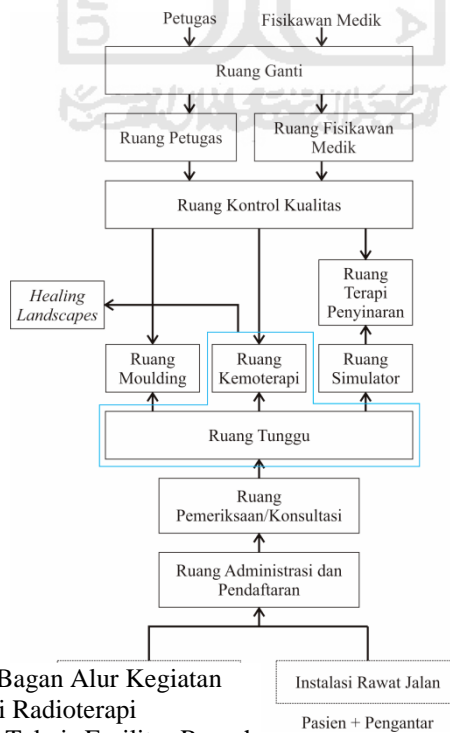 Petugas
Fisikawan Medik
Ruang Ganti
Ruang Petugas
Ruang Fisikawan
Medik
Ruang Kontrol Kualitas
Healing
Landscapes
Ruang
Terapi
Penyinaran
Ruang
Moulding
Ruang
Kemoterapi
Ruang
Simulator
Ruang Tunggu
Ruang
Pemeriksaan/Konsultasi
Ruang Administrasi dan
Pendaftaran
Bagan Alur Kegiatan
i Radioterapi
Instalasi Rawat Jalan
Pasien + Pengantar